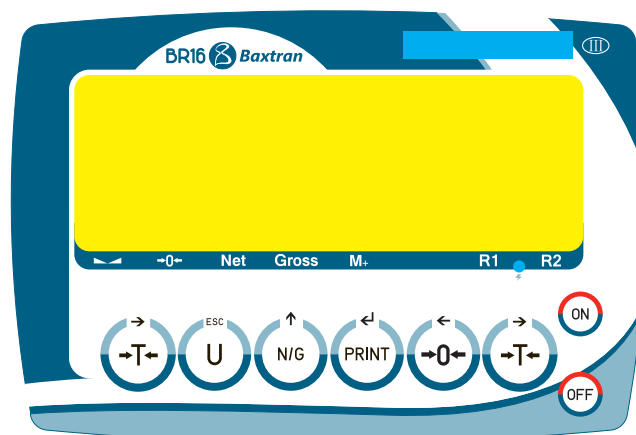 BR16 Baxtran III
→0← Net Gross M+ R1 R2
→ ESC ↑ ↵ ← →
→T← U N/G PRINT →0← →T←
ON
OFF